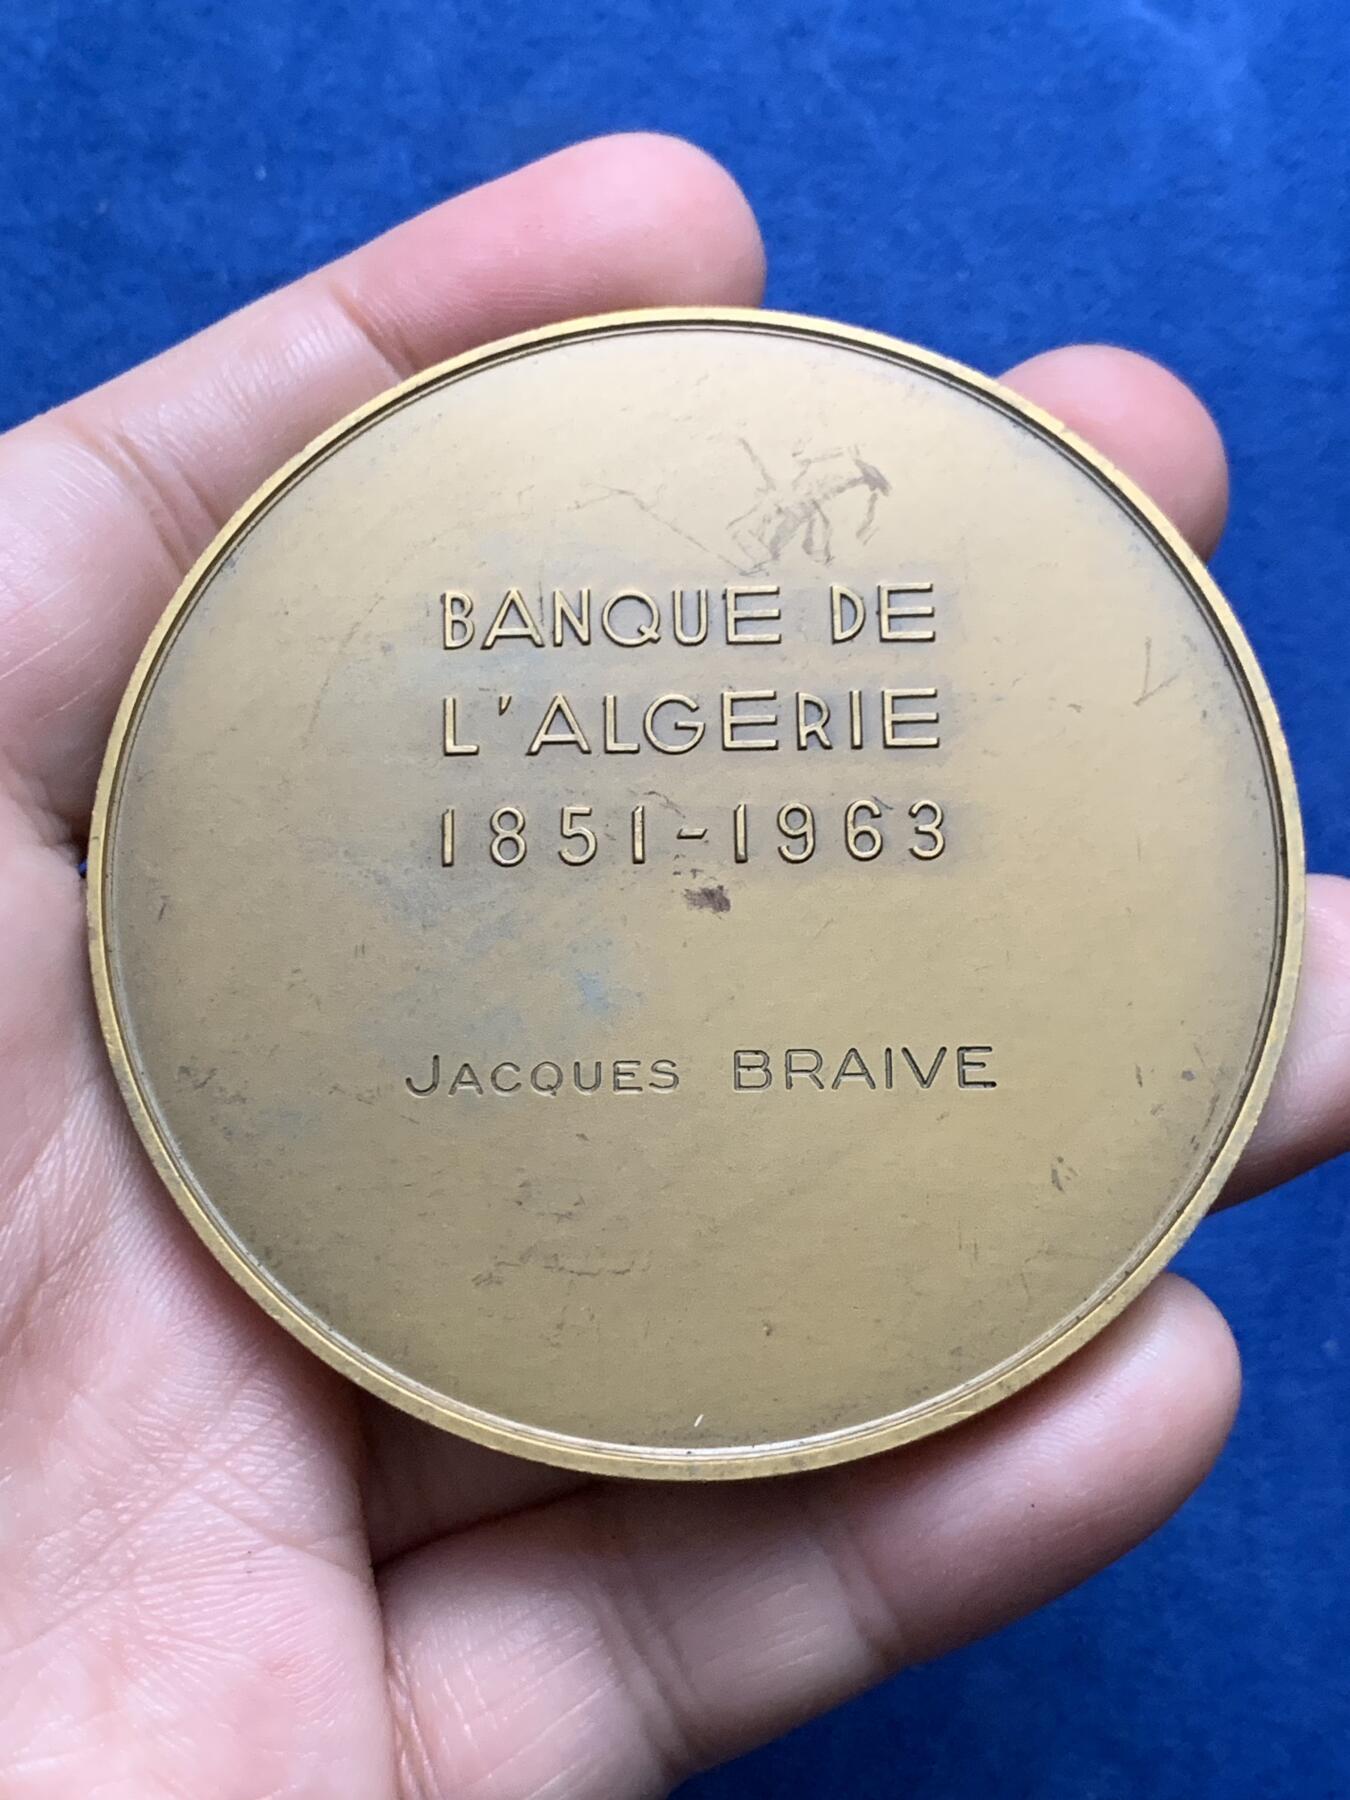 BANQUE DE
L'ALGERIE
1851-1963
JACQUES BRAIVE